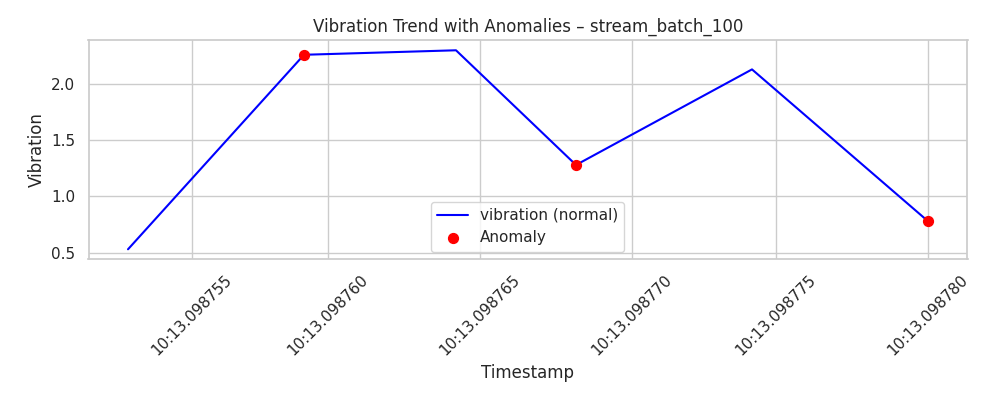 Vibration Trend with Anomalies – stream_batch_100
Vibration
2.0
1.5
1.0
0.5
vibration (normal)
Anomaly
10:13.098755
10:13.098760
10:13.098765
10:13.098770
10:13.098775
10:13.098780
Timestamp